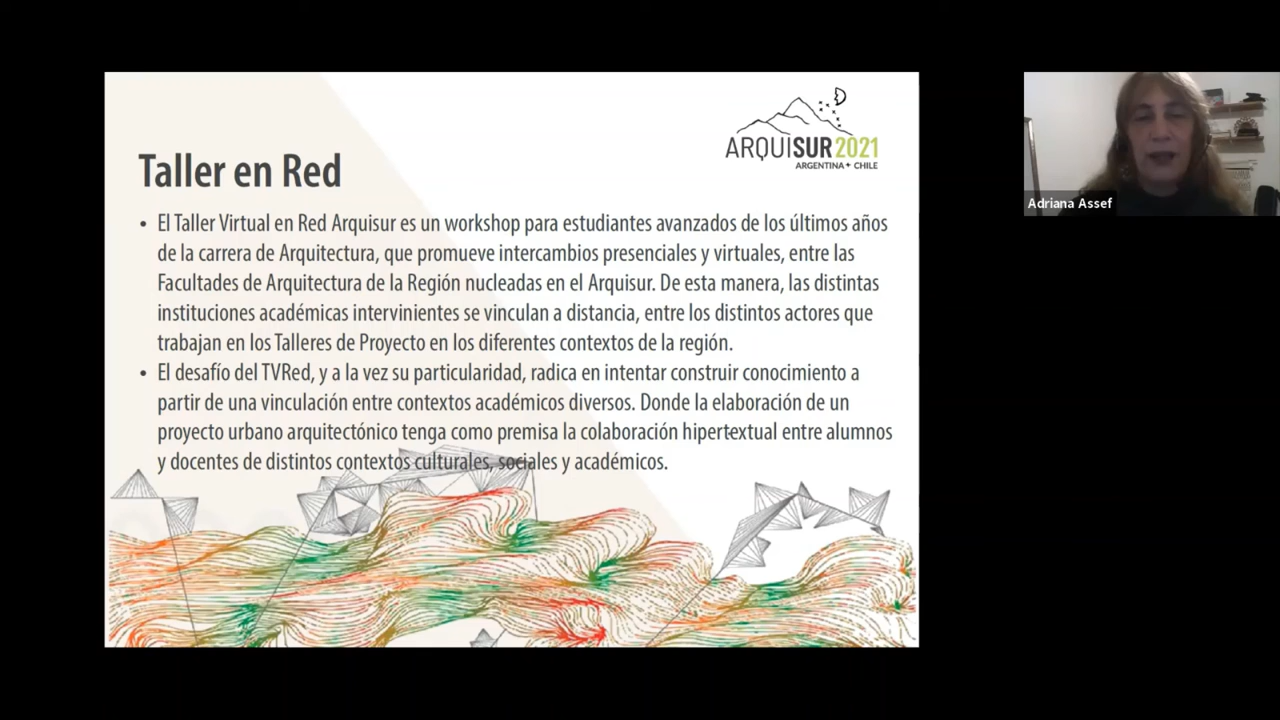 ARQUISUR 2021
ARGENTINA + CHILE
Taller en Red
• El Taller Virtual en Red Arquisur es un workshop para estudiantes avanzados de los últimos años
de la carrera de Arquitectura, que promueve intercambios presenciales y virtuales, entre las
Facultades de Arquitectura de la Región nucleadas en el Arquisur. De esta manera, las distintas
instituciones académicas intervinientes se vinculan a distancia, entre los distintos actores que
trabajan en los Talleres de Proyecto en los diferentes contextos de la región.
• El desafío del TVRed, y a la vez su particularidad, radica en intentar construir conocimiento a
partir de una vinculación entre contextos académicos diversos. Donde la elaboración de un
proyecto urbano arquitectónico tenga como premisa la colaboración hipertextual entre alumnos
y docentes de distintos contextos culturales, sociales y académicos.
Adriana Assef